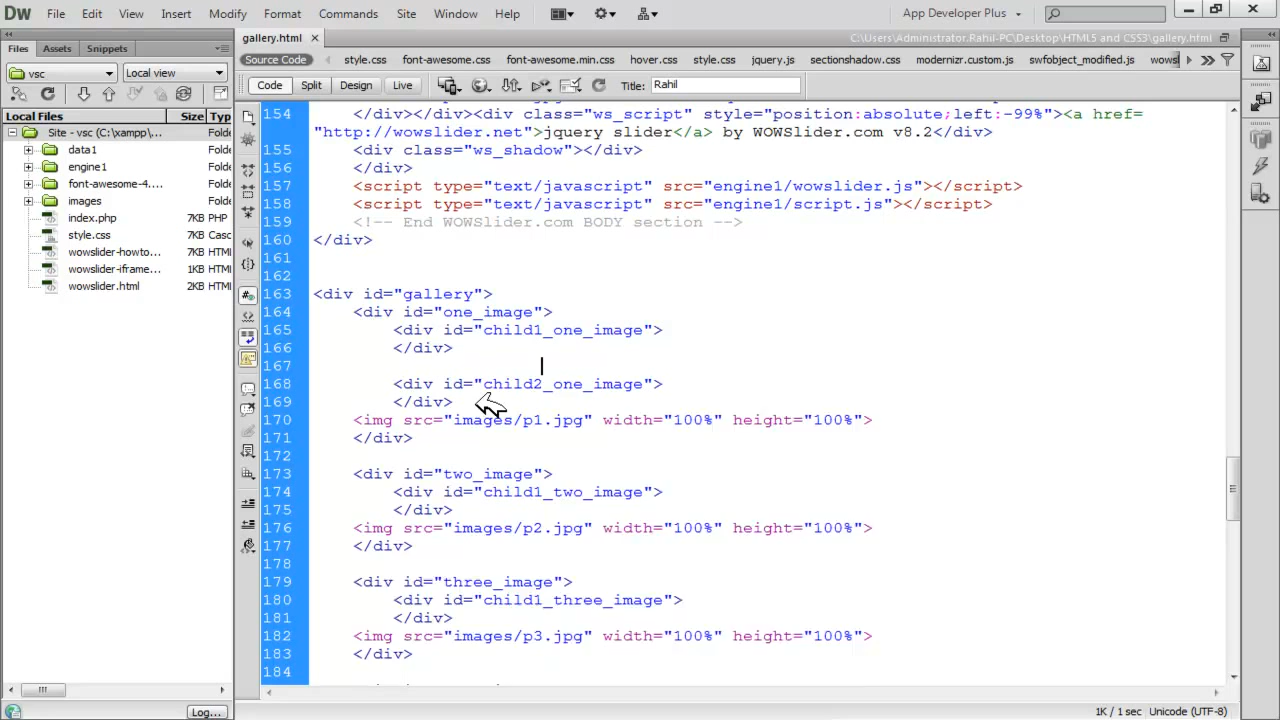 Dw File Edit View Insert Modify Format Commands Site Window Help App Developer Plus
gallery.html C:\Users\Administrator.Rahil-PC\Desktop\HTML5 and CSS3\gallery.html
Files Assets Snippets
Source Code style.css font-awesome.css font-awesome.min.css hover.css style.css jquery.js sectionshadow.css modernizr.custom.js swfobject_modified.js wows
vsc Local view
Code Split Design Live Title: Rahil
Local Files Size Typ
Site - vsc (C:\xampp\... Folde
data1 Folde
engine1 Folde
font-awesome-4.... Folde
images Folde
index.php 7KB PHP
style.css 7KB Casc
wowslider-howto... 7KB HTM
wowslider-iframe... 1KB HTM
wowslider.html 2KB HTM
154 </div></div><div class="ws_script" style="position:absolute;left:-99%"><a href=
"http://wowslider.net">jquery slider</a> by WOWSlider.com v8.2</div>
155 <div class="ws_shadow"></div>
156 </div>
157 <script type="text/javascript" src="engine1/wowslider.js"></script>
158 <script type="text/javascript" src="engine1/script.js"></script>
159 <!-- End WOWSlider.com BODY section -->
160 </div>
161
162
163 <div id="gallery">
164 <div id="one_image">
165 <div id="child1_one_image">
166 </div>
167
168 <div id="child2_one_image">
169 </div>
170 <img src="images/p1.jpg" width="100%" height="100%">
171 </div>
172
173 <div id="two_image">
174 <div id="child1_two_image">
175 </div>
176 <img src="images/p2.jpg" width="100%" height="100%">
177 </div>
178
179 <div id="three_image">
180 <div id="child1_three_image">
181 </div>
182 <img src="images/p3.jpg" width="100%" height="100%">
183 </div>
184
Log... 1K / 1 sec Unicode (UTF-8)